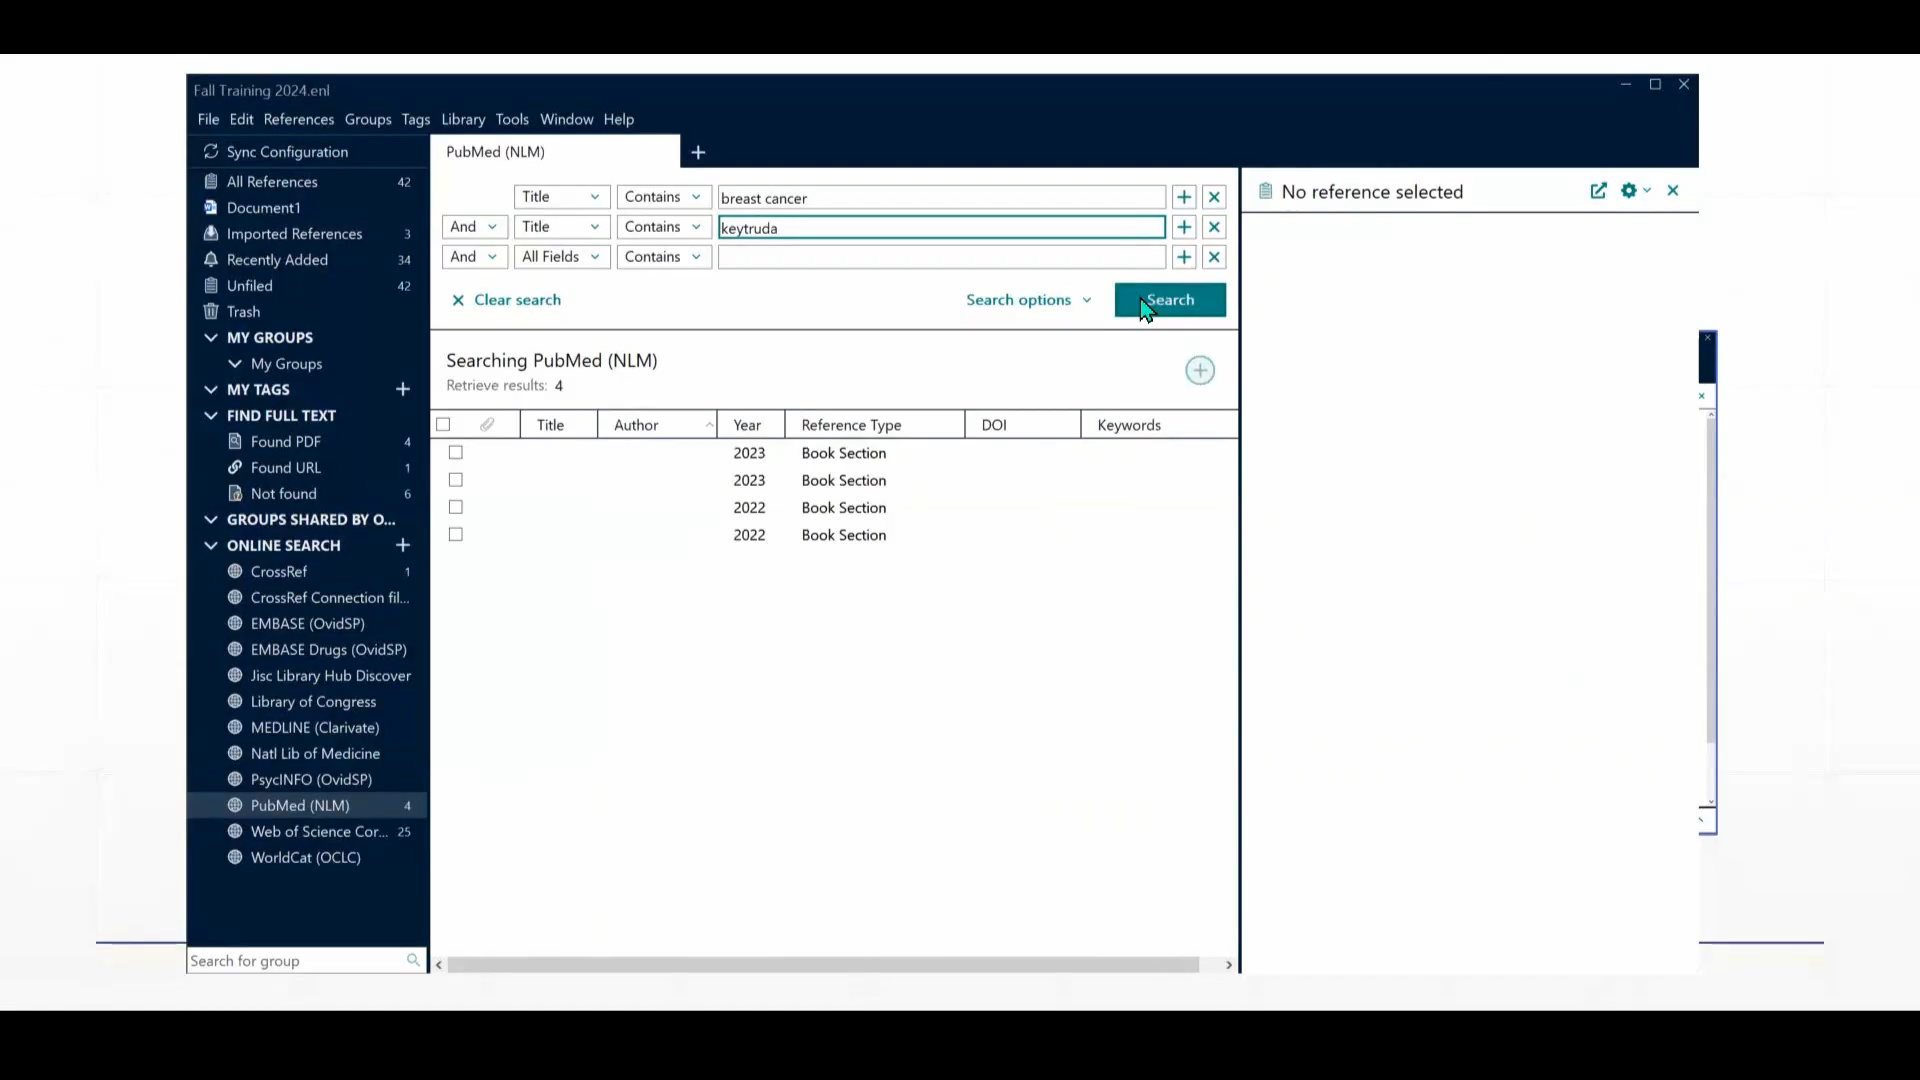 Fall Training 2024.enl
File Edit References Groups Tags Library Tools Window Help
Sync Configuration
All References 42
Document1
Imported References 3
Recently Added 34
Unfiled 42
Trash
MY GROUPS
My Groups
MY TAGS
FIND FULL TEXT
Found PDF 4
Found URL 1
Not found 6
GROUPS SHARED BY O...
ONLINE SEARCH
CrossRef 1
CrossRef Connection fil...
EMBASE (OvidSP)
EMBASE Drugs (OvidSP)
Jisc Library Hub Discover
Library of Congress
MEDLINE (Clarivate)
Natl Lib of Medicine
PsycINFO (OvidSP)
PubMed (NLM) 4
Web of Science Cor... 25
WorldCat (OCLC)
Search for group
PubMed (NLM)
Title Contains breast cancer
And Title Contains keytruda
And All Fields Contains
Clear search Search options Search
Searching PubMed (NLM)
Retrieve results: 4
Title Author Year Reference Type DOI Keywords
2023 Book Section
2023 Book Section
2022 Book Section
2022 Book Section
No reference selected